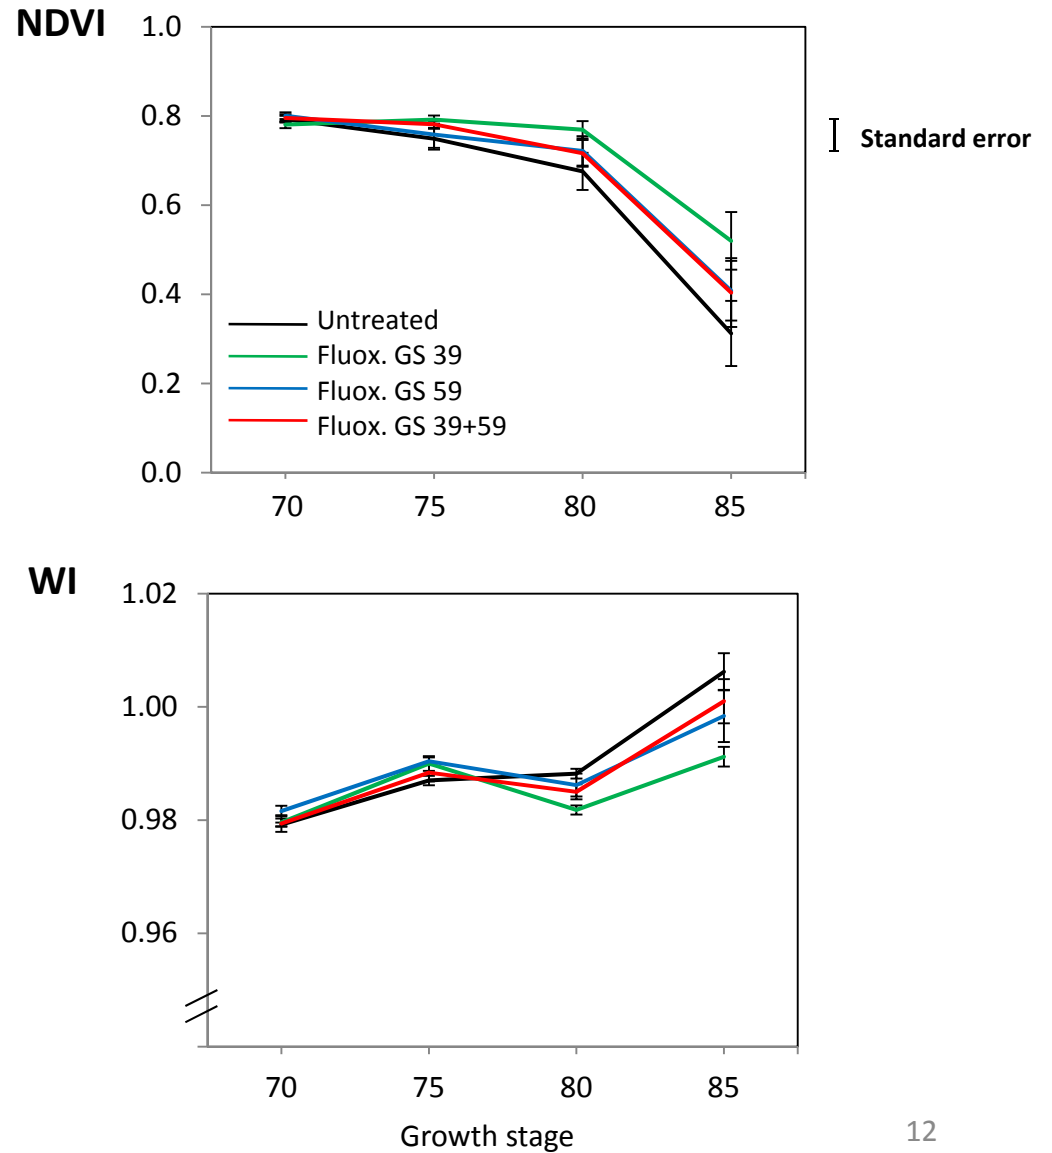 NDVI
1.0
0.8
0.6
0.4
0.2
0.0
Standard error
Untreated
Fluox. GS 39
Fluox. GS 59
Fluox. GS 39+59
70 75 80 85
WI
1.02
1.00
0.98
0.96
70 75 80 85
Growth stage
12